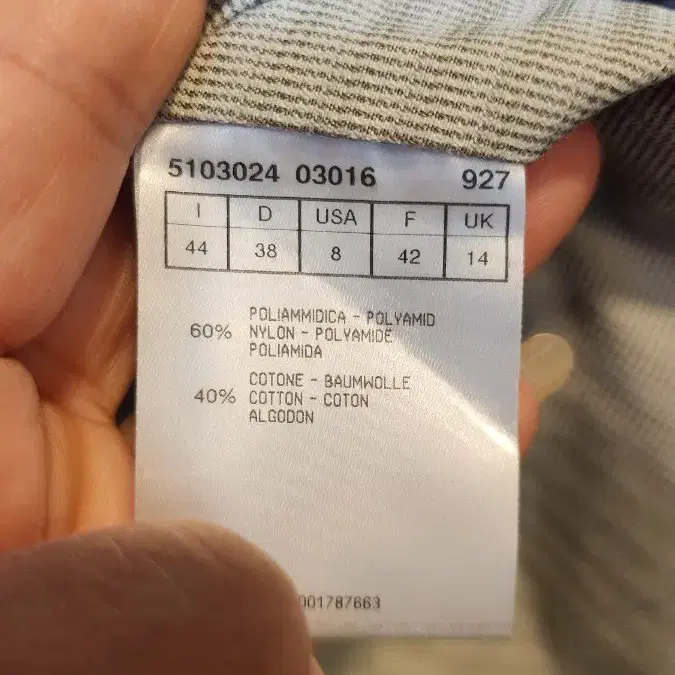 5103024 03016 927
I D USA F UK
44 38 8 42 14
POLIAMMIDICA - POLYAMID
60% NYLON - POLYAMIDE
POLIAMIDA
COTONE - BAUMWOLLE
40% COTTON - COTON
ALGODON
001787663